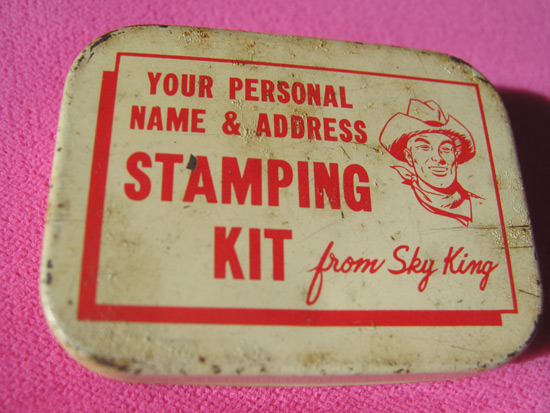 YOUR PERSONAL
NAME & ADDRESS
STAMPING
KIT from Sky King